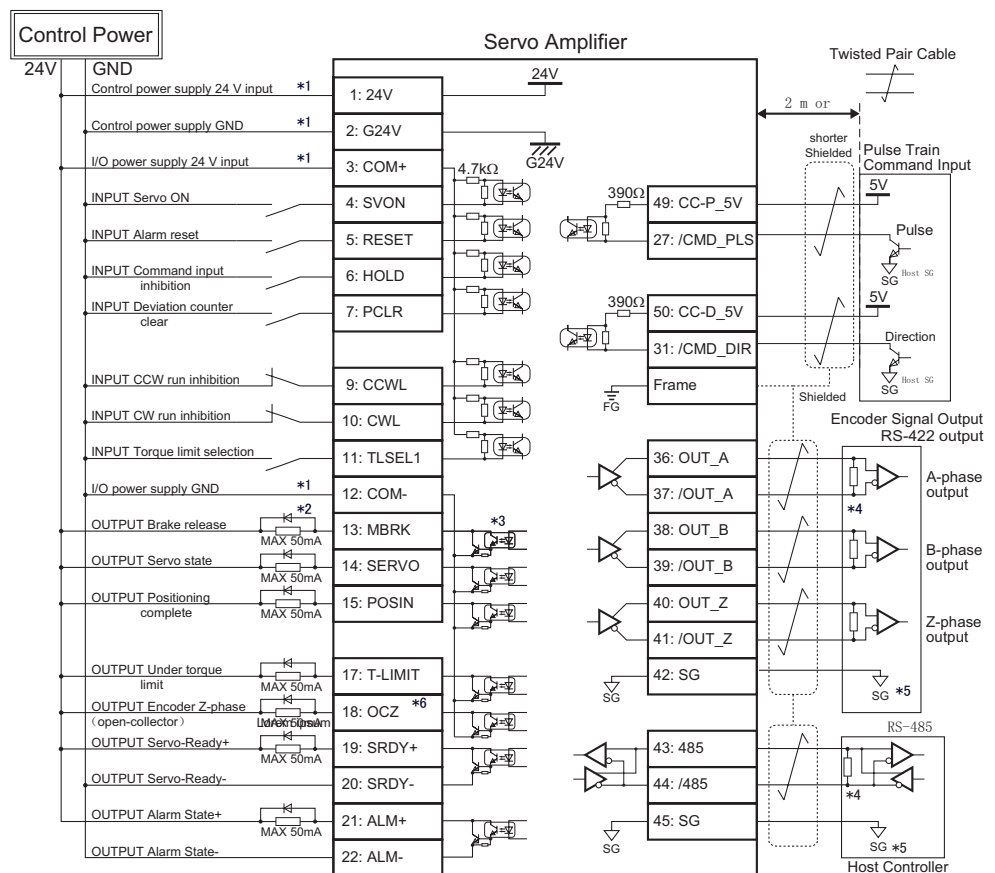 Control Power
Servo Amplifier
24V
GND
Twisted Pair Cable
Control power supply 24 V input *1
1: 24V
24V
2 m or
shorter
Shielded
Control power supply GND *1
2: G24V
G24V
Pulse Train
Command Input
I/O power supply 24 V input *1
3: COM+
4.7kΩ
INPUT Servo ON
4: SVON
390Ω
49: CC-P_5V
5V
INPUT Alarm reset
5: RESET
27: /CMD_PLS
Pulse
INPUT Command input
inhibition
6: HOLD
SG
Host SG
INPUT Deviation counter
clear
7: PCLR
390Ω
50: CC-D_5V
5V
31: /CMD_DIR
Direction
SG
Host SG
INPUT CCW run inhibition
9: CCWL
FG
Frame
Shielded
INPUT CW run inhibition
10: CWL
Encoder Signal Output
RS-422 output
INPUT Torque limit selection
11: TLSEL1
36: OUT_A
A-phase
output
I/O power supply GND *1
12: COM-
37: /OUT_A
*4
*2
OUTPUT Brake release
MAX 50mA
13: MBRK
*3
38: OUT_B
B-phase
output
OUTPUT Servo state
MAX 50mA
14: SERVO
39: /OUT_B
OUTPUT Positioning
complete
MAX 50mA
15: POSIN
40: OUT_Z
Z-phase
output
41: /OUT_Z
OUTPUT Under torque
limit
MAX 50mA
17: T-LIMIT
SG
42: SG
SG *5
OUTPUT Encoder Z-phase
（open-collector）
18: OCZ *6
RS-485
OUTPUT Servo-Ready+
MAX 50mA
19: SRDY+
43: 485
OUTPUT Servo-Ready-
20: SRDY-
44: /485
*4
OUTPUT Alarm State+
MAX 50mA
21: ALM+
SG
45: SG
SG *5
OUTPUT Alarm State-
22: ALM-
Host Controller